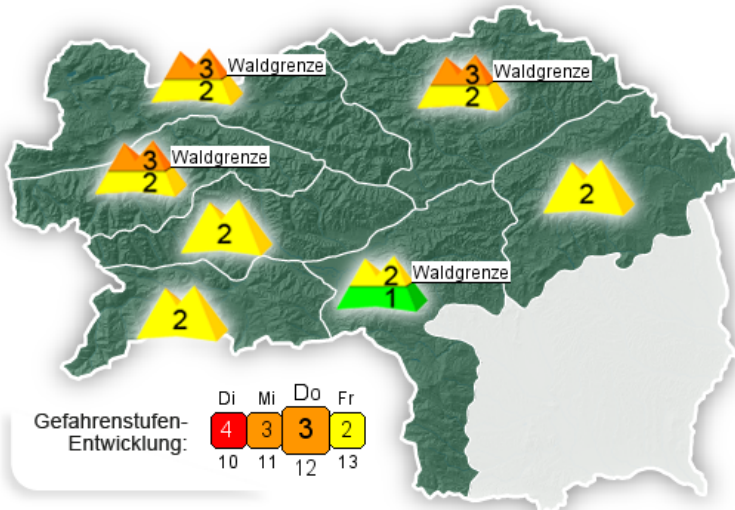 3 Waldgrenze
2
3 Waldgrenze
2
3 Waldgrenze
2
2
2
2 Waldgrenze
1
2
Gefahrenstufen-
Entwicklung:
Di Mi Do Fr
4 3 3 2
10 11 12 13